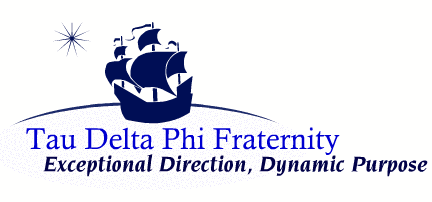 Tau Delta Phi Fraternity
Exceptional Direction, Dynamic Purpose